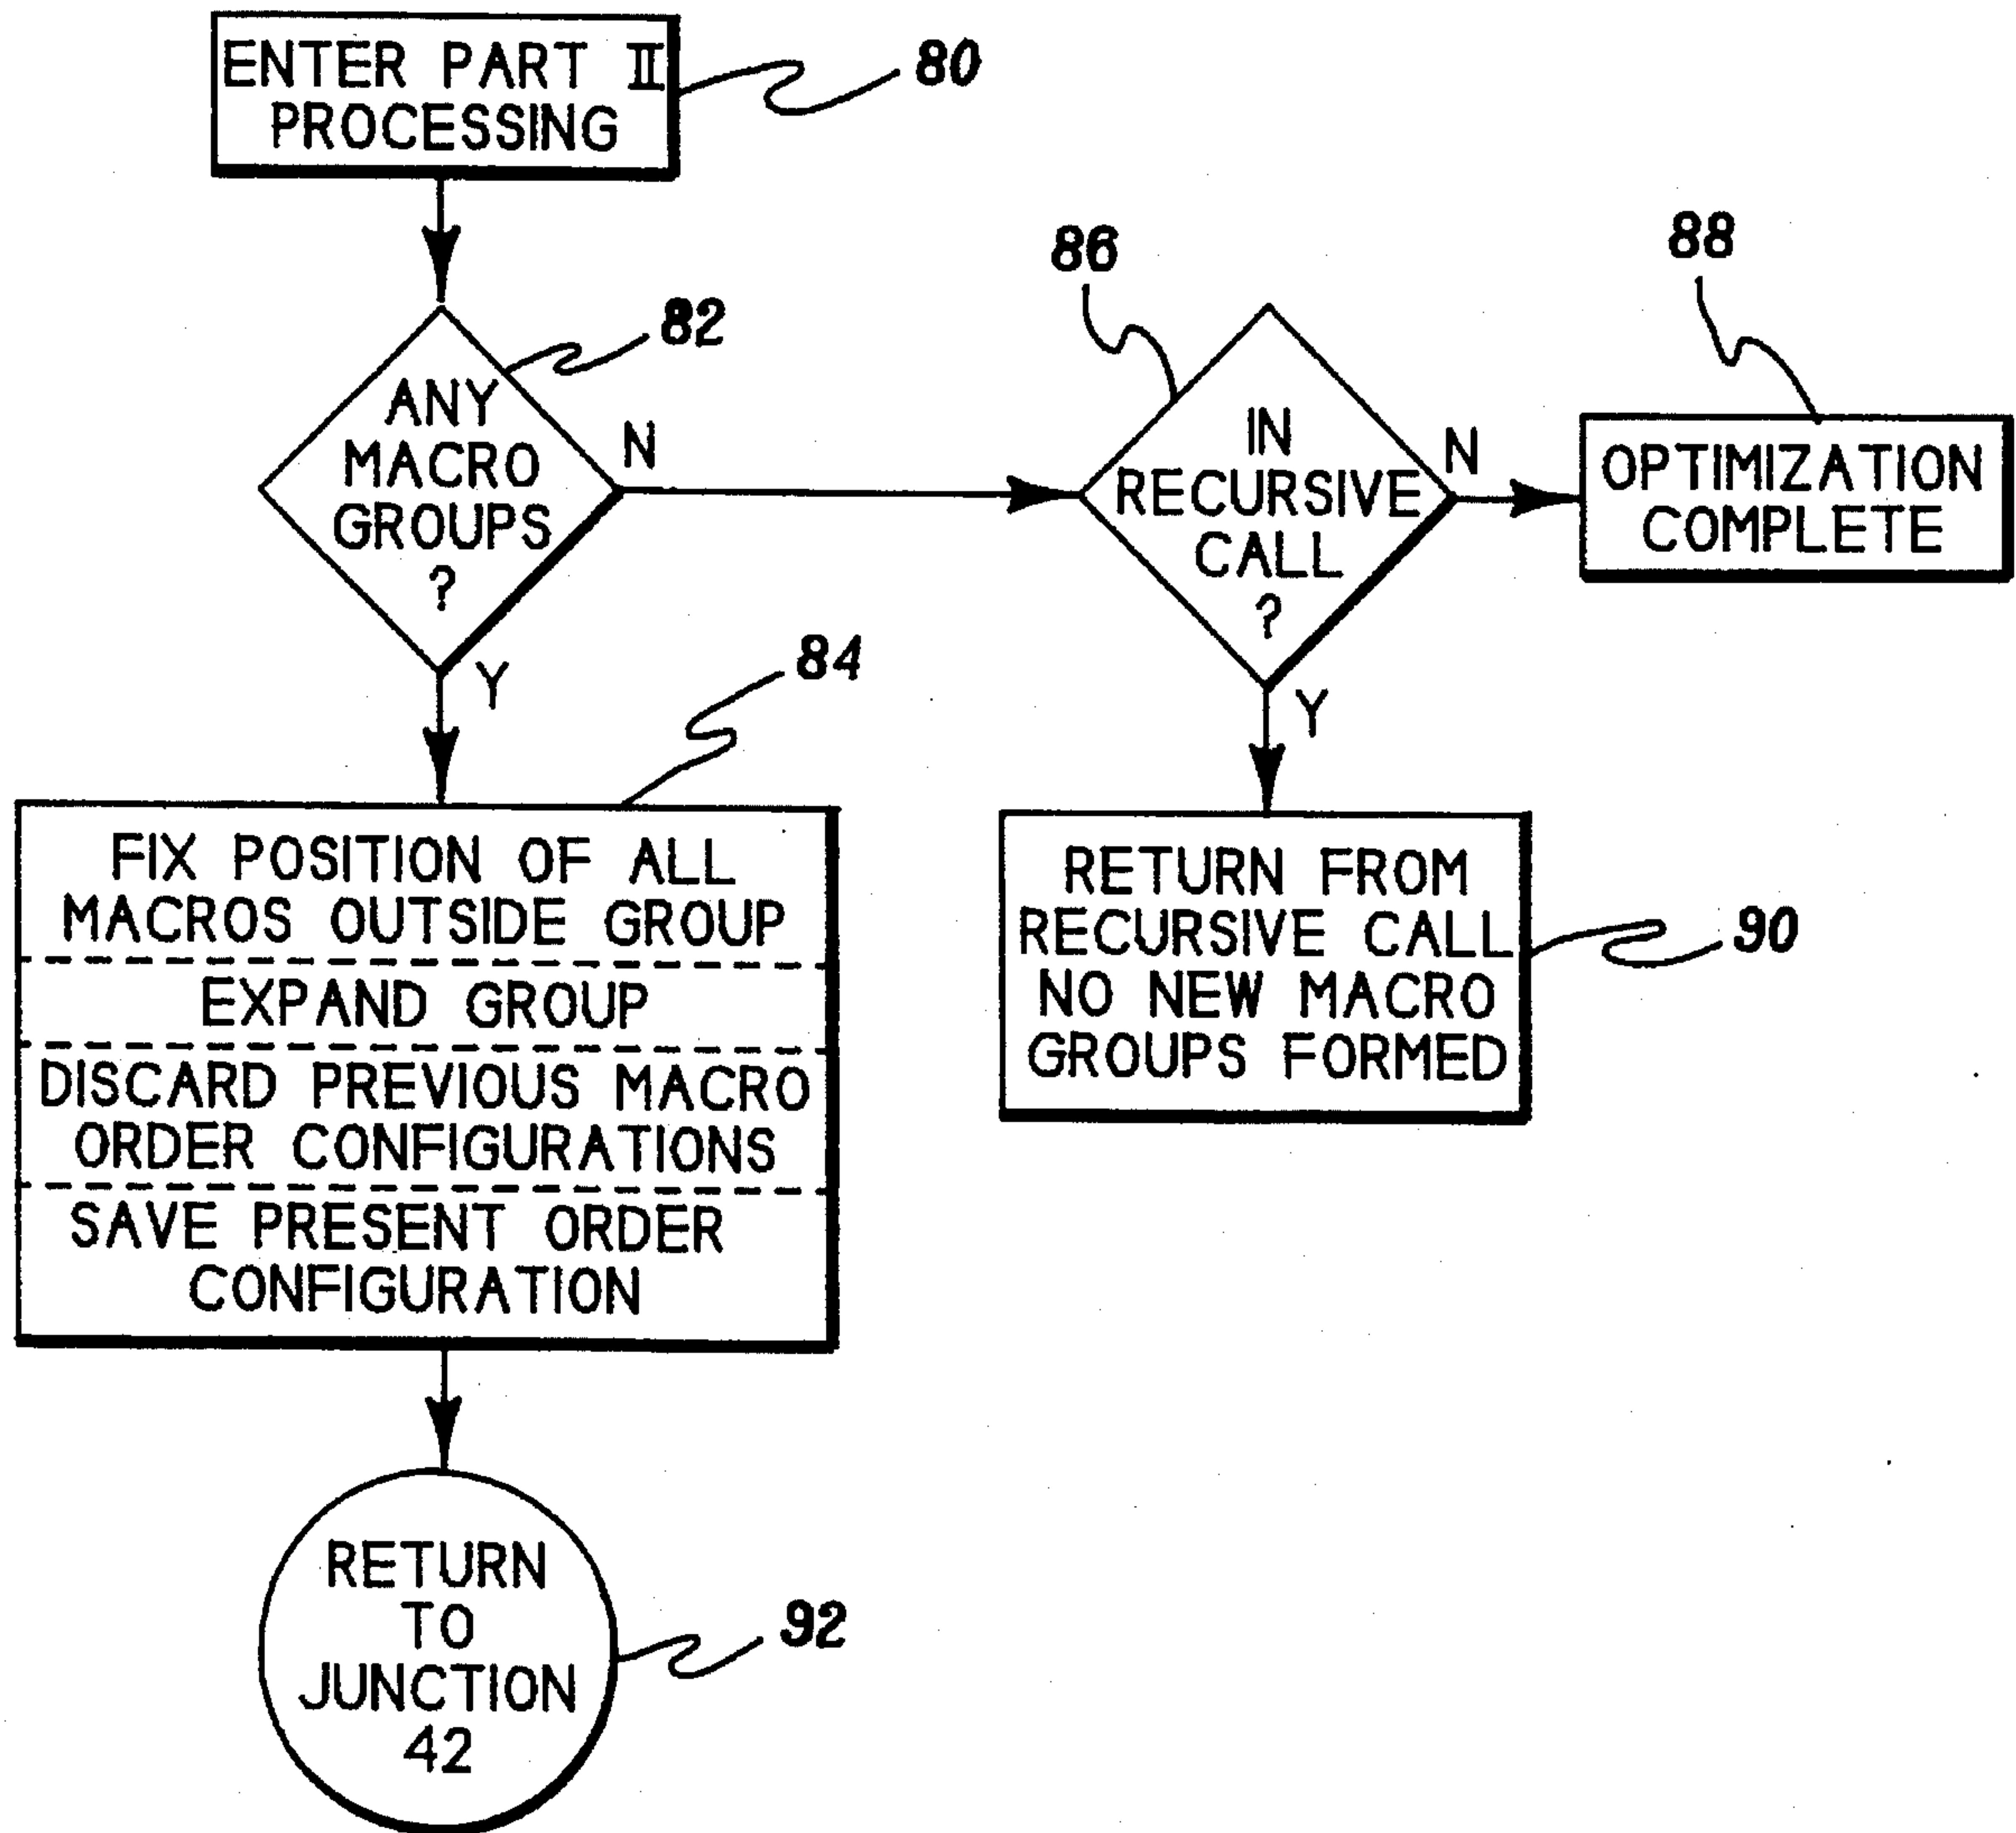 ENTER PART II
PROCESSING
80
82
ANY
MACRO
GROUPS
?
N
Y
86
IN
RECURSIVE
CALL
?
N
Y
88
OPTIMIZATION
COMPLETE
84
FIX POSITION OF ALL
MACROS OUTSIDE GROUP
EXPAND GROUP
DISCARD PREVIOUS MACRO
ORDER CONFIGURATIONS
SAVE PRESENT ORDER
CONFIGURATION
RETURN FROM
RECURSIVE CALL
NO NEW MACRO
GROUPS FORMED
90
RETURN
TO
JUNCTION
42
92